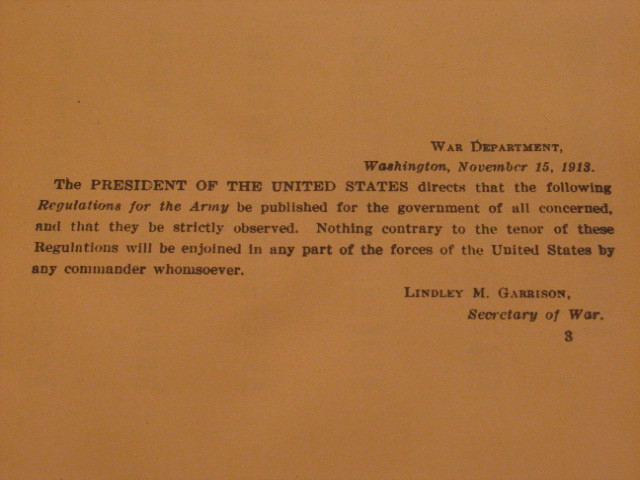 WAR DEPARTMENT,
Washington, November 15, 1913.
The PRESIDENT OF THE UNITED STATES directs that the following
Regulations for the Army be published for the government of all concerned,
and that they be strictly observed. Nothing contrary to the tenor of these
Regulations will be enjoined in any part of the forces of the United States by
any commander whomsoever.
LINDLEY M. GARRISON,
Secretary of War.
3